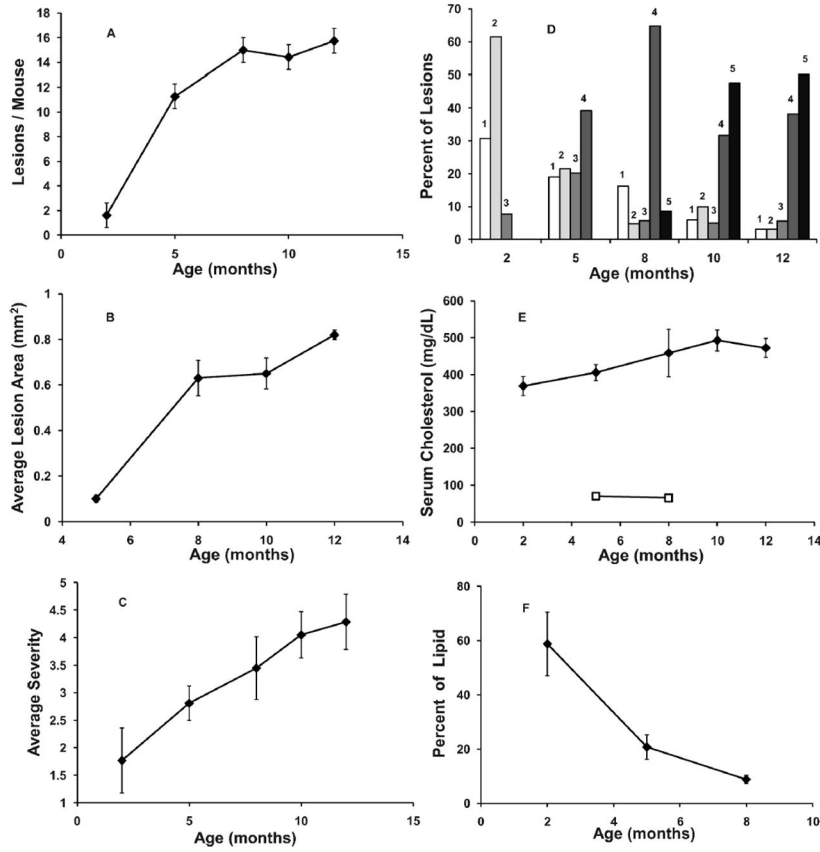 A
Lesions / Mouse
18
16
14
12
10
8
6
4
2
0
0 5 10 15
Age (months)
D
Percent of Lesions
70
60
50
40
30
20
10
0
1 2 3
1 2 3 4
1 2 3 4 5
1 2 3 4 5
1 2 3 4 5
2 5 8 10 12
Age (months)
B
Average Lesion Area (mm²)
1
0.8
0.6
0.4
0.2
0
4 6 8 10 12 14
Age (months)
E
Serum Cholesterol (mg/dL)
600
500
400
300
200
100
0
0 2 4 6 8 10 12 14
Age (months)
C
Average Severity
5
4.5
4
3.5
3
2.5
2
1.5
1
0 5 10 15
Age (months)
F
Percent of Lipid
80
60
40
20
0
0 2 4 6 8 10
Age (months)